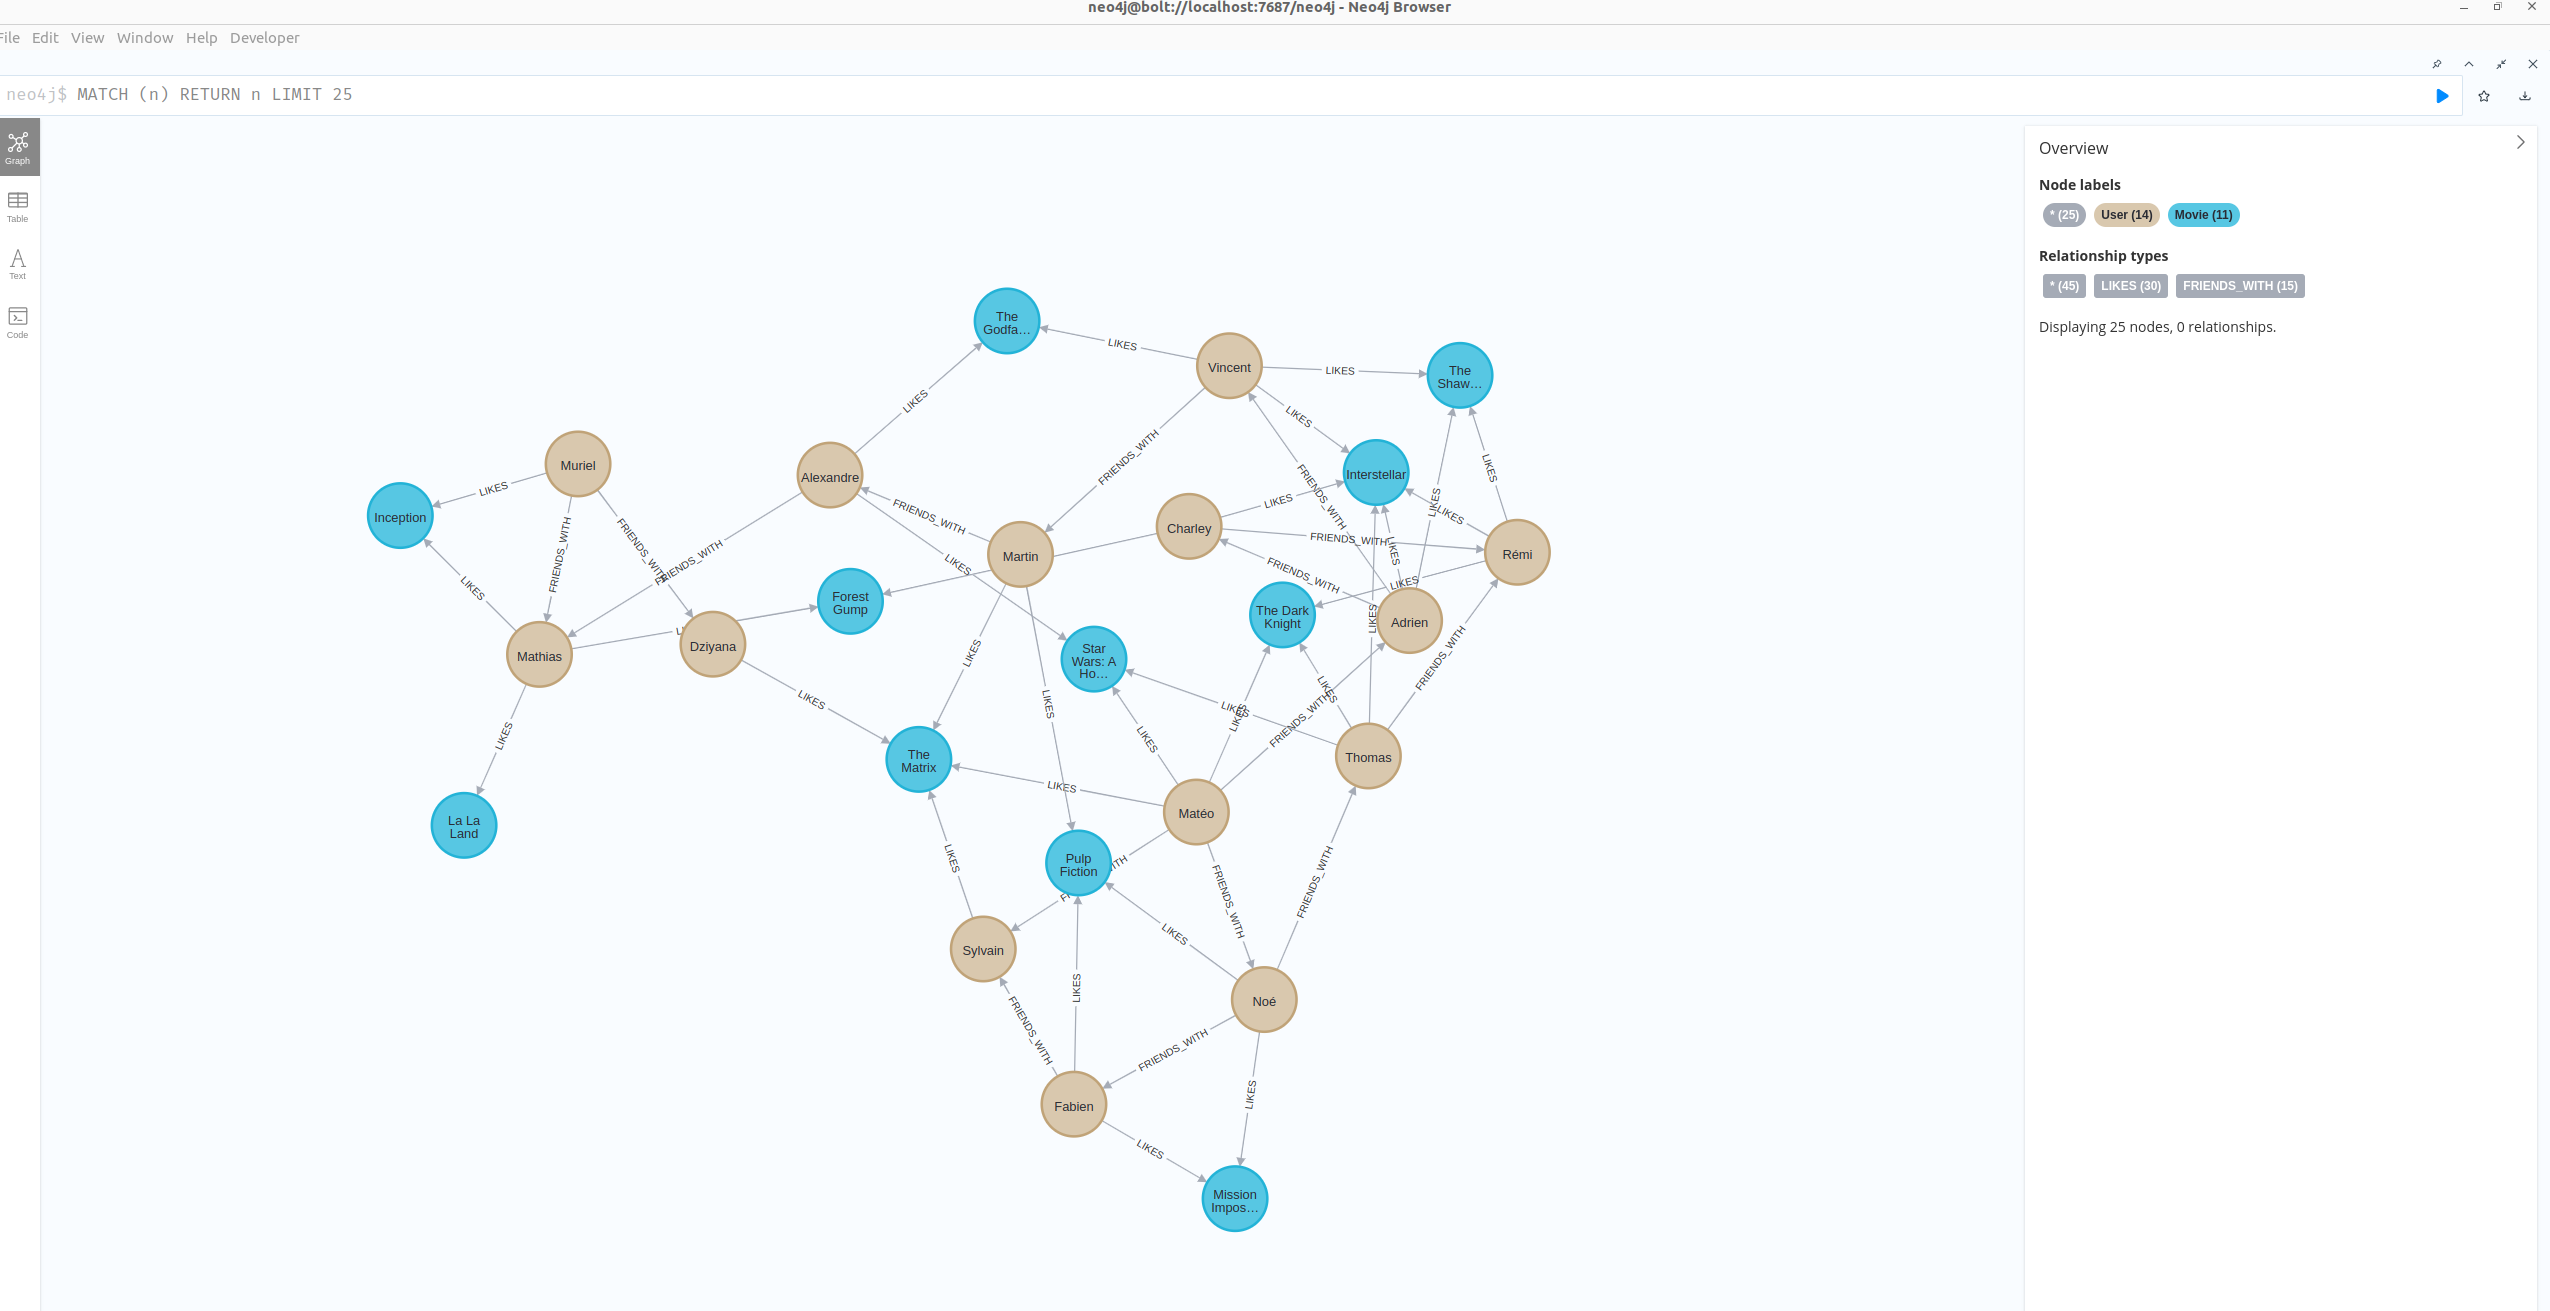 neo4j@bolt://localhost:7687/neo4j - Neo4j Browser
File Edit View Window Help Developer
neo4j$ MATCH (n) RETURN n LIMIT 25
Graph
Table
Text
Code
Overview
Node labels
* (25) User (14) Movie (11)
Relationship types
* (45) LIKES (30) FRIENDS_WITH (15)
Displaying 25 nodes, 0 relationships.
The
Godfa...
LIKES
Vincent
LIKES
The
Shaw...
LIKES
LIKES
FRIENDS_WITH
Muriel
LIKES
Inception
Alexandre
FRIENDS_WITH
Interstellar
LIKES
FRIENDS_WITH
LIKES
LIKES
LIKES
Charley
FRIENDS_WITH
LIKES
Rémi
Martin
LIKES
FRIENDS_WITH
FRIENDS_WITH
FRIENDS_WITH
FRIENDS_WITH
LIKES
LIKES
Forest
Gump
The Dark
Knight
LIKES
Adrien
Mathias
Dziyana
Star
Wars: A
Ho...
LIKES
FRIENDS_WITH
LIKES
LIKES
LIKES
LIKES
LIKES
LIKES
FRIENDS_WITH
LIKES
LIKES
The
Matrix
Thomas
LIKES
Matéo
La La
Land
LIKES
Pulp
Fiction
FRIENDS_WITH
FRIENDS_WITH
LIKES
Sylvain
LIKES
Noé
FRIENDS_WITH
FRIENDS_WITH
LIKES
Fabien
LIKES
Mission
Impos...